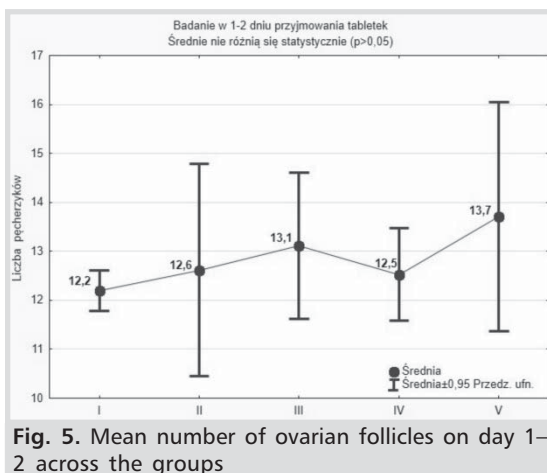 Badanie w 1-2 dniu przyjmowania tabletek
Średnie nie różnią się statystycznie (p>0,05)
17
16
15
14
13
12
11
10
Liczba pęcherzyków
12,2
12,6
13,1
12,5
13,7
Średnia
Średnia±0,95 Przedz. ufn.
I II III IV V
Fig. 5. Mean number of ovarian follicles on day 1–
2 across the groups